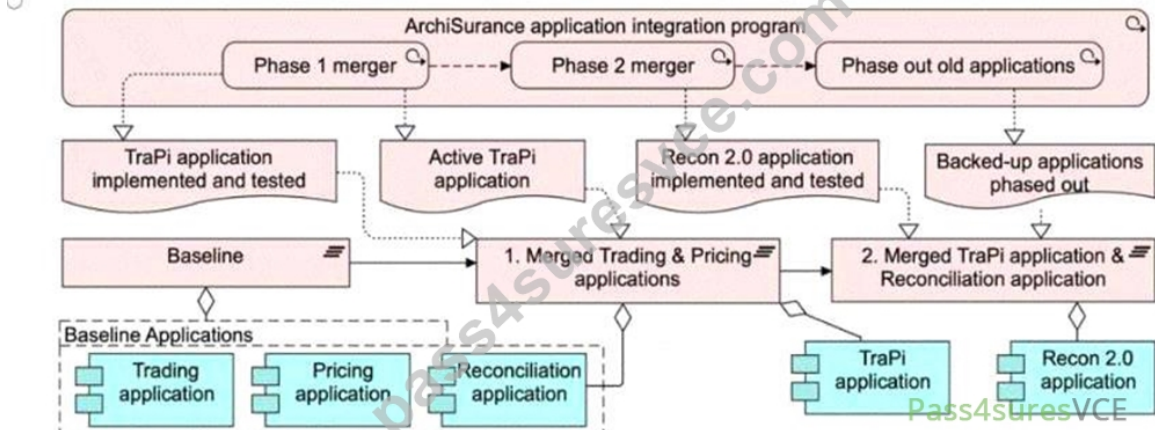 ArchiSurance application integration program
Phase 1 merger
Phase 2 merger
Phase out old applications
TraPi application
implemented and tested
Active TraPi
application
Recon 2.0 application
implemented and tested
Backed-up applications
phased out
Baseline
1. Merged Trading & Pricing
applications
2. Merged TraPi application &
Reconciliation application
Baseline Applications
Trading
application
Pricing
application
Reconciliation
application
TraPi
application
Recon 2.0
application
pass4suresvce.com
Pass4suresVCE